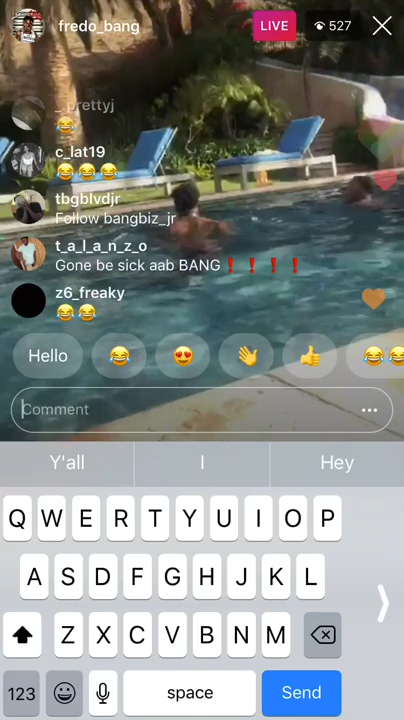 fredo_bang
LIVE
527
_.prettyj
😂
c_lat19
😂😂😂
tbgblvdjr
Follow bangbiz_jr
t_a_l_a_n_z_o
Gone be sick aab BANG❗❗❗❗
z6_freaky
😂😂
Hello 😂 😍 👋 👍 😂😂
Comment
Y'all I Hey
Q W E R T Y U I O P
A S D F G H J K L
Z X C V B N M
123 space Send